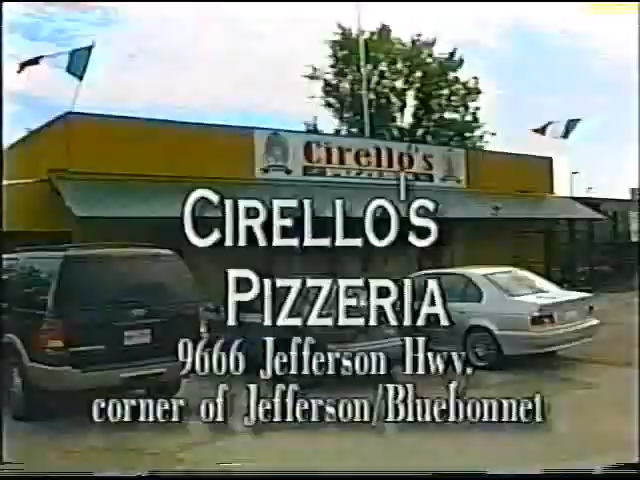 Cirello's
CIRELLO'S
PIZZERIA
9666 Jefferson Hwy.
corner of Jefferson/Bluebonnet